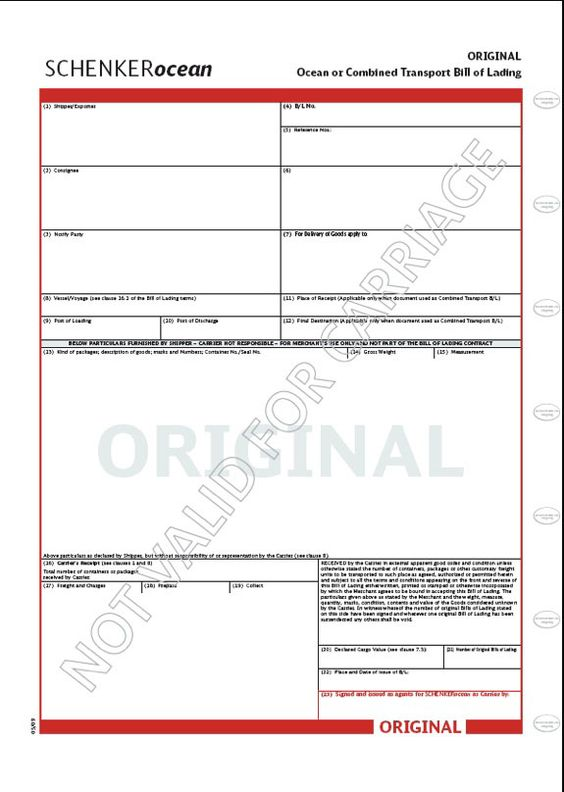 SCHENKERocean
ORIGINAL
Ocean or Combined Transport Bill of Lading
(1) Shipper/Exporter
(4) B/L No.
(5) Reference Nos.:
(2) Consignee
(6)
(3) Notify Party
(7) For Delivery of Goods apply to:
(8) Vessel/Voyage (see clause 26.3 of the Bill of Lading terms)
(11) Place of Receipt (Applicable only when document used as Combined Transport B/L)
(9) Port of Loading
(10) Port of Discharge
(12) Final Destination (Applicable only when document used as Combined Transport B/L)
BELOW PARTICULARS FURNISHED BY SHIPPER – CARRIER NOT RESPONSIBLE – FOR MERCHANT'S USE ONLY AND NOT PART OF THE BILL OF LADING CONTRACT
(13) Kind of packages; description of goods; marks and Numbers; Container No./Seal No.
(14) Gross Weight
(15) Measurement
ORIGINAL
NOT VALID FOR CARRIAGE
Above particulars as declared by Shipper, but without responsibility of or representation by the Carrier (see clause 8)
(16) Carrier's Receipt (see clauses 1 and 8)
Total number of containers or packages
received by Carrier:
(17) Freight and Charges
(18) Prepaid
(19) Collect
RECEIVED by the Carrier in external apparent good order and condition unless
otherwise stated the number of containers, packages or other customary freight
units to be transported to such place as agreed, authorized or permitted herein
and subject to all the terms and conditions appearing on the front and reverse of
this Bill of Lading either written, printed or stamped or otherwise incorporated
by which the Merchant agrees to be bound in accepting this Bill of Lading. The
particulars given above as stated by the Merchant and the weight, measure,
quantity, marks, condition, contents and value of the Goods considered unknown
by the Carrier. In witness whereof the number of original Bills of Lading stated
on this side have been signed and wherever one original Bill of Lading has been
surrendered any others shall be void.
(20) Declared Cargo Value (see clause 7.3)
(21) Number of Original Bills of Lading
(22) Place and Date of Issue of B/L:
(23) Signed and issued as agents for SCHENKERocean as Carrier by:
05/09
ORIGINAL